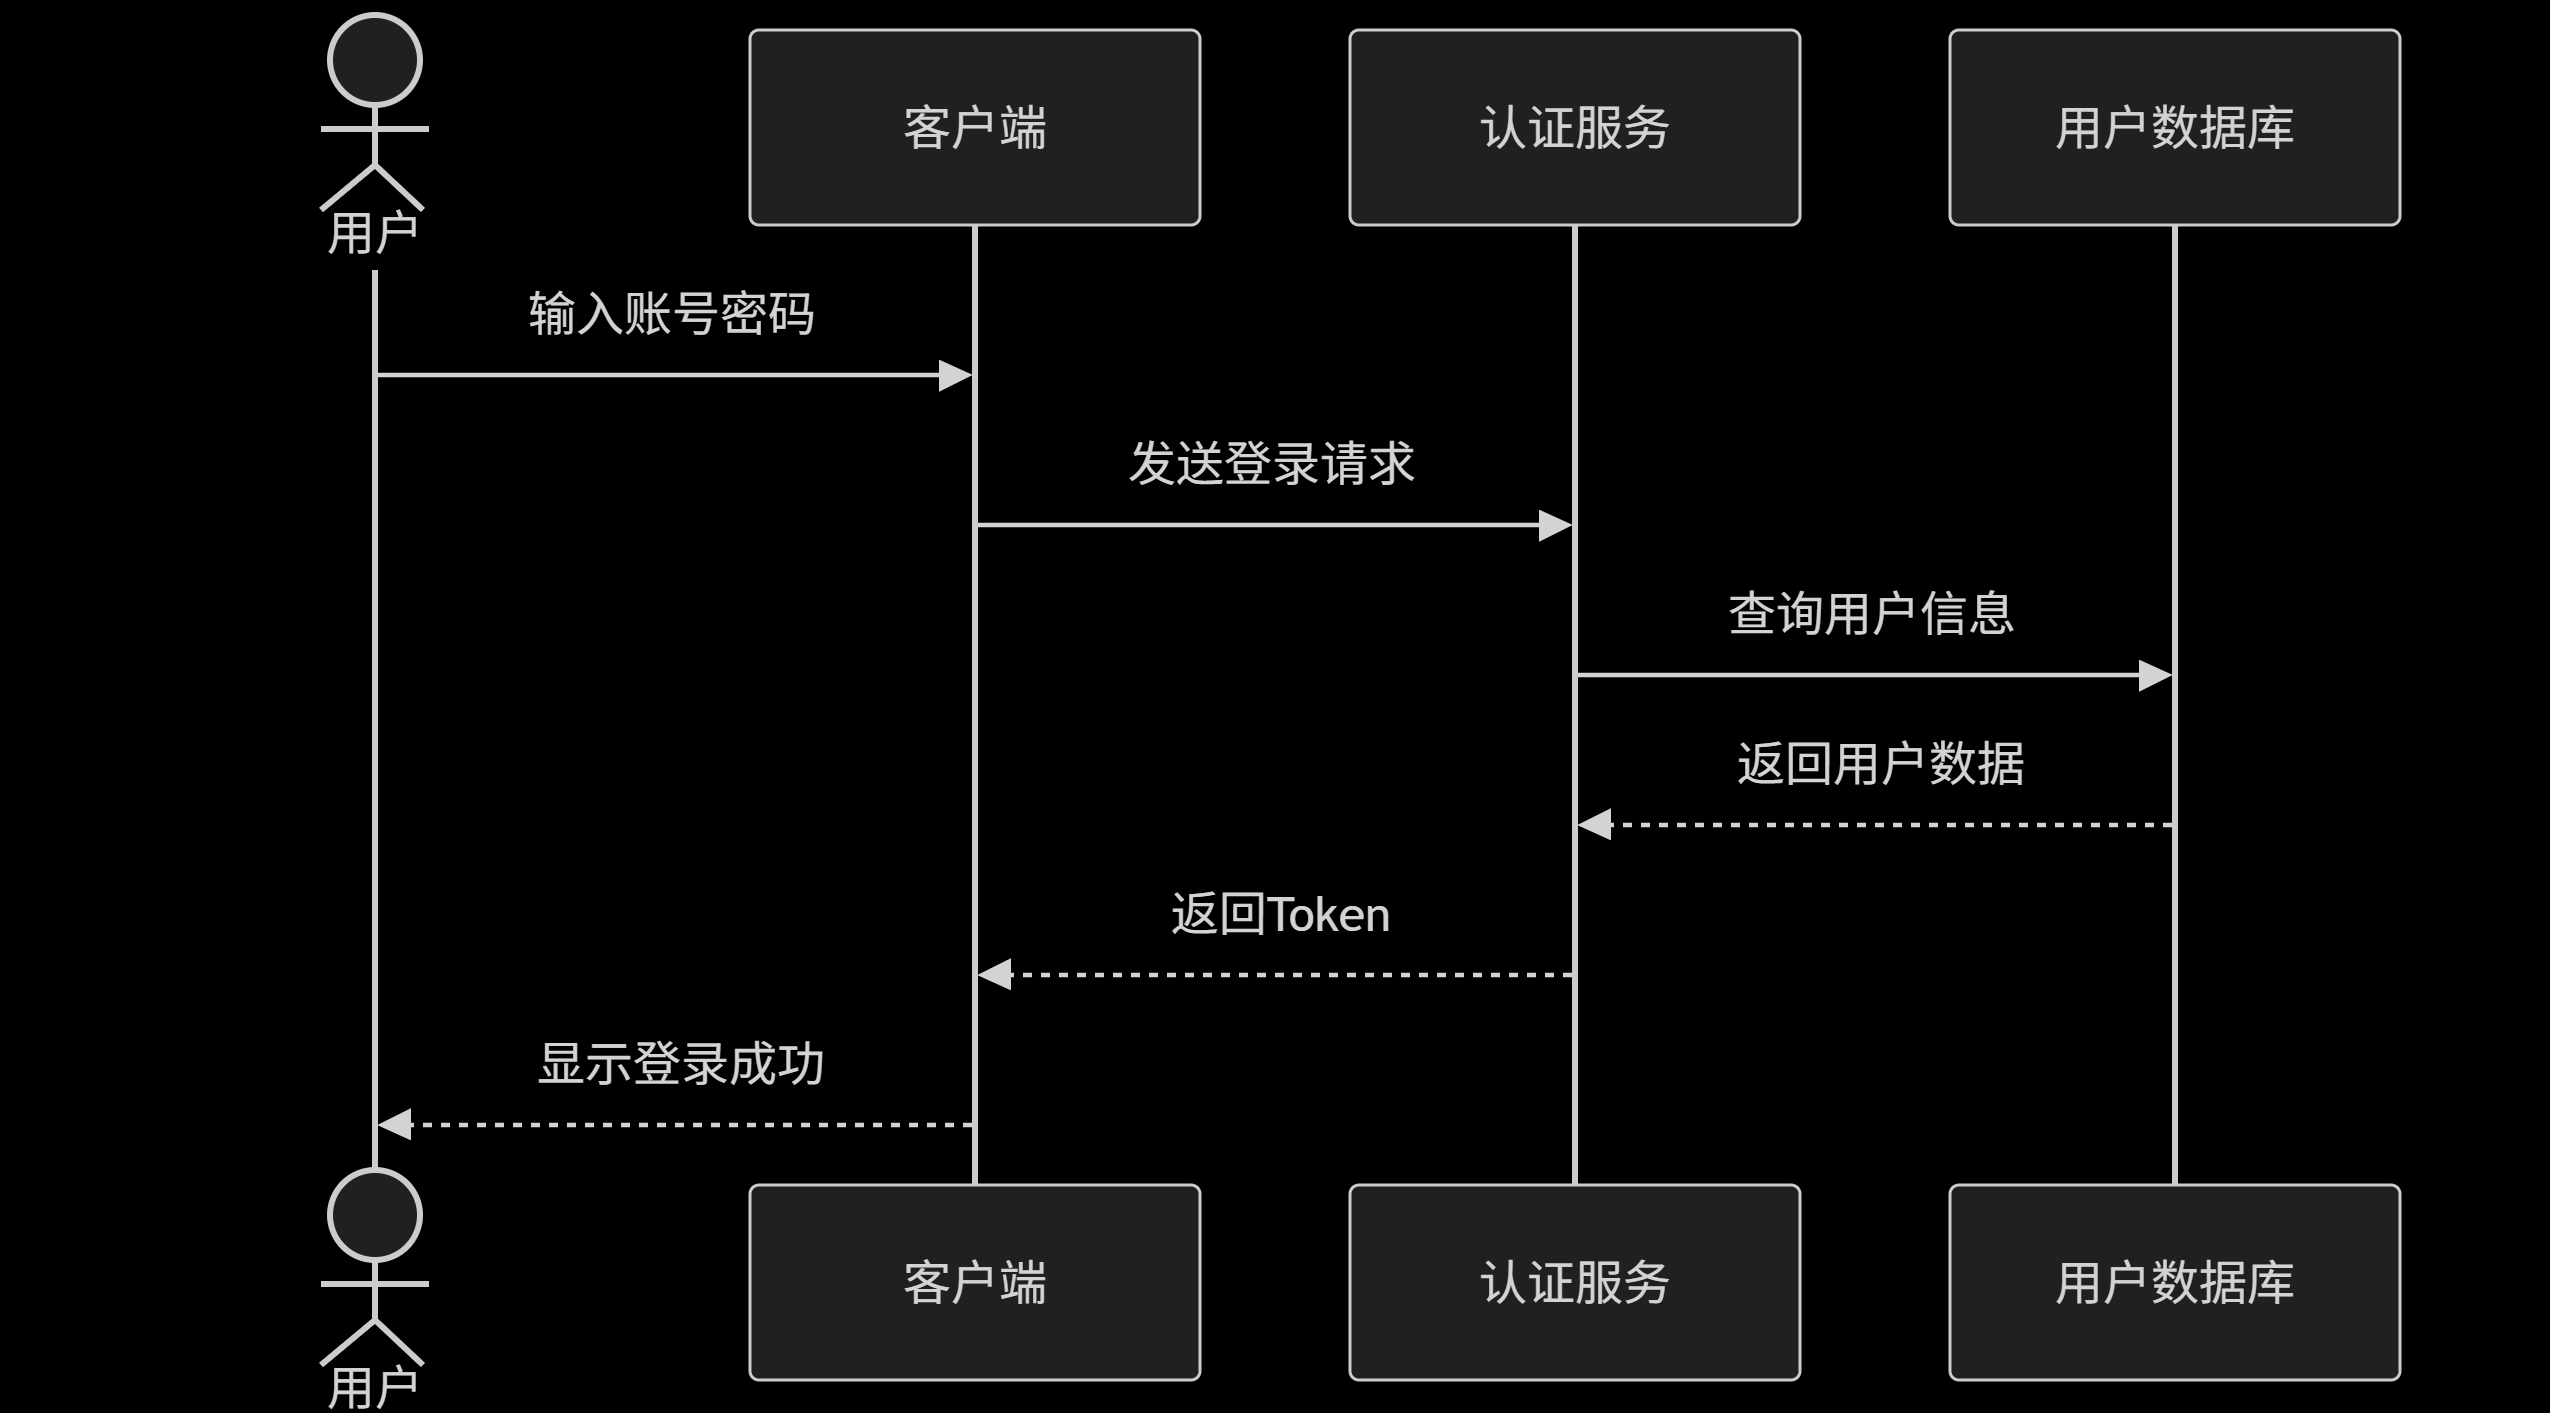 用户
客户端
认证服务
用户数据库
输入账号密码
发送登录请求
查询用户信息
返回用户数据
返回Token
显示登录成功
用户
客户端
认证服务
用户数据库